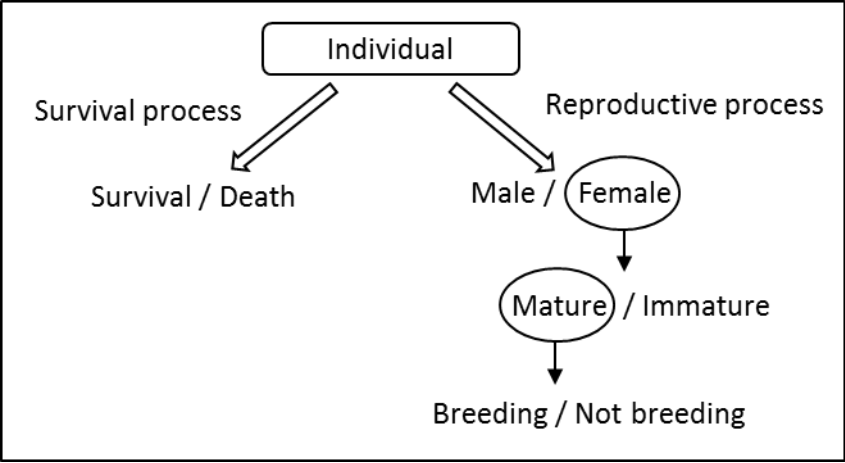 Individual
Survival process
Reproductive process
Survival / Death
Male / Female
Mature / Immature
Breeding / Not breeding